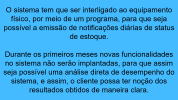 O sistema tem que ser interligado ao equipamento
físico, por meio de um programa, para que seja
possível a emissão de notificações diárias de status
de estoque.
Durante os primeiros meses novas funcionalidades
no sistema não serão implantadas, para que assim
seja possível uma análise direta de desempenho do
sistema, e assim, o cliente possa ter noção dos
resultados obtidos de maneira clara.